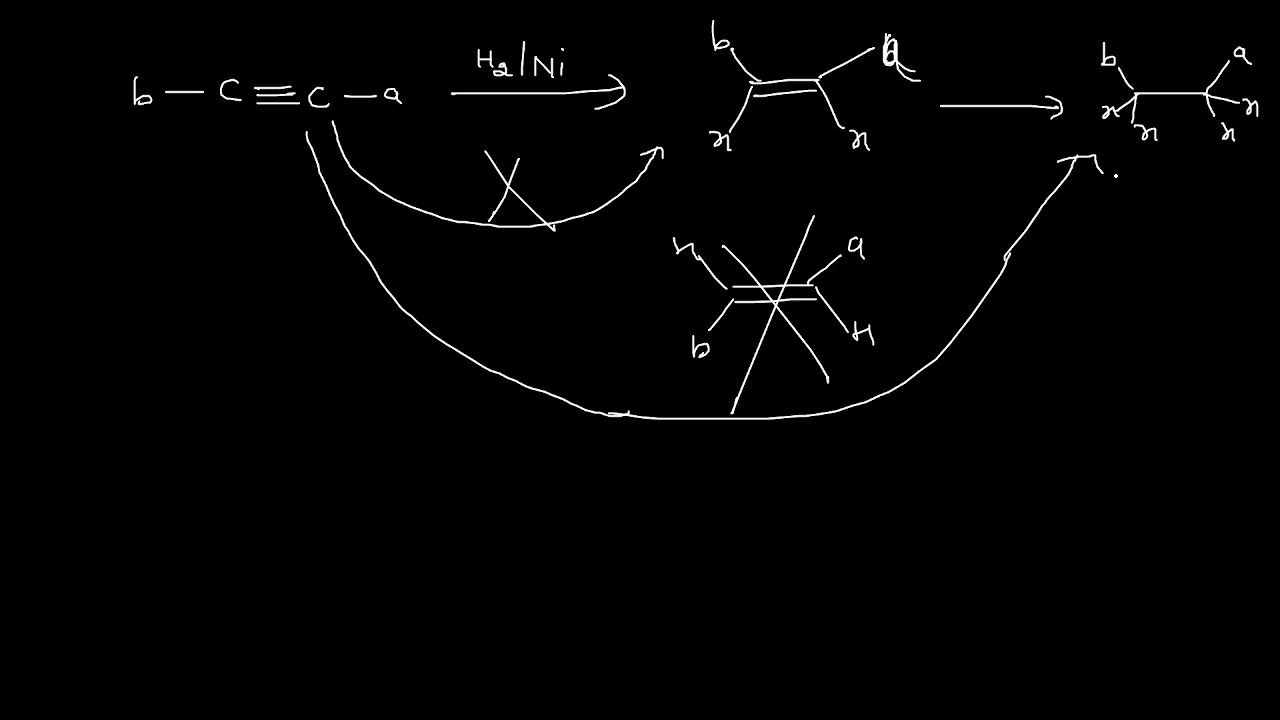 b — C ≡ C — a H2/Ni b a b a
n n n n n n
H a
b H